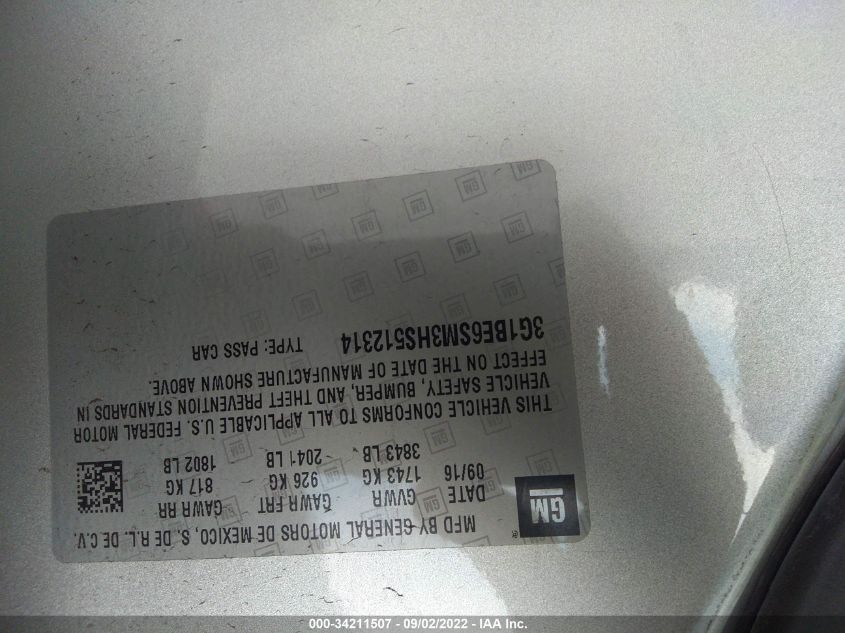 GM ®
MFD BY GENERAL MOTORS DE MEXICO, S. DE R.L. DE C.V.
DATE GVWR GAWR FRT GAWR RR
09/16 1743 KG 926 KG 817 KG
3843 LB 2041 LB 1802 LB
THIS VEHICLE CONFORMS TO ALL APPLICABLE U.S. FEDERAL MOTOR
VEHICLE SAFETY, BUMPER, AND THEFT PREVENTION STANDARDS IN
EFFECT ON THE DATE OF MANUFACTURE SHOWN ABOVE.
3G1BE6SM3HS512314 TYPE: PASS CAR
000-34211507 - 09/02/2022 - IAA Inc.